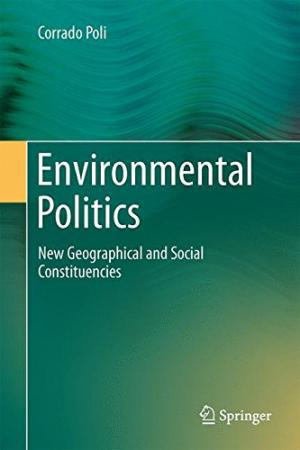 Corrado Poli
Environmental
Politics
New Geographical and Social
Constituencies
Springer